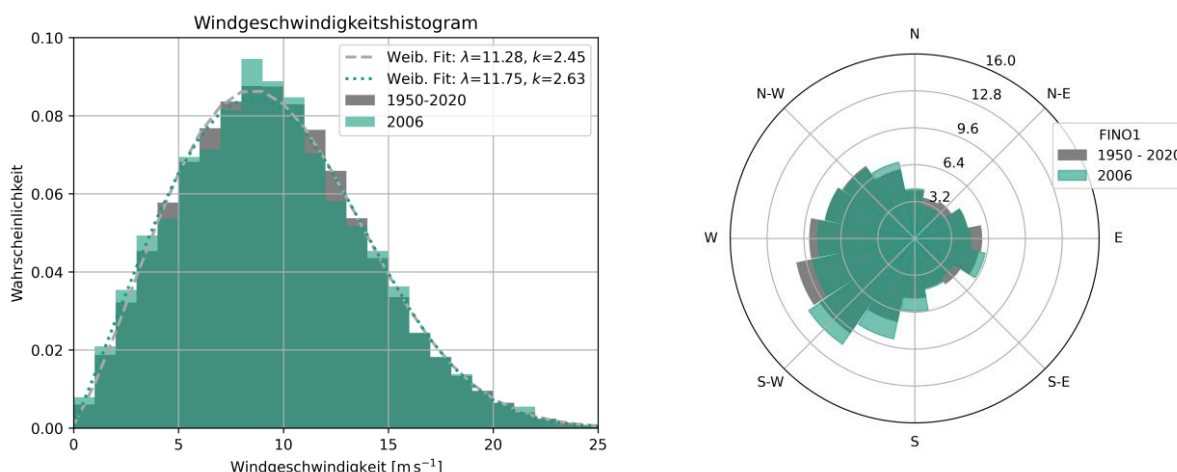 Windgeschwindigkeitshistogram
0.10
0.08
0.06
0.04
0.02
0.00
Wahrscheinlichkeit
0
5
10
15
20
25
Windgeschwindigkeit [m s⁻¹]
Weib. Fit: λ=11.28, k=2.45
Weib. Fit: λ=11.75, k=2.63
1950-2020
2006
N
N-W
N-E
W
E
S-W
S-E
S
16.0
12.8
9.6
6.4
3.2
FINO1
1950 - 2020
2006